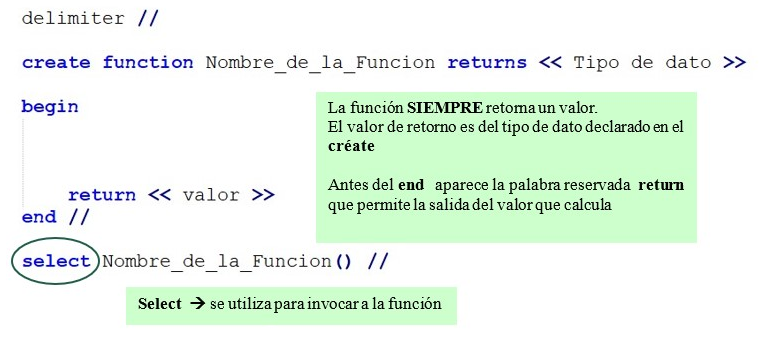 delimiter //
create function Nombre_de_la_Funcion returns << Tipo de dato >>
begin
La función SIEMPRE retorna un valor.
El valor de retorno es del tipo de dato declarado en el
créate
Antes del end aparece la palabra reservada return
que permite la salida del valor que calcula
return << valor >>
end //
select Nombre_de_la_Funcion() //
Select → se utiliza para invocar a la función